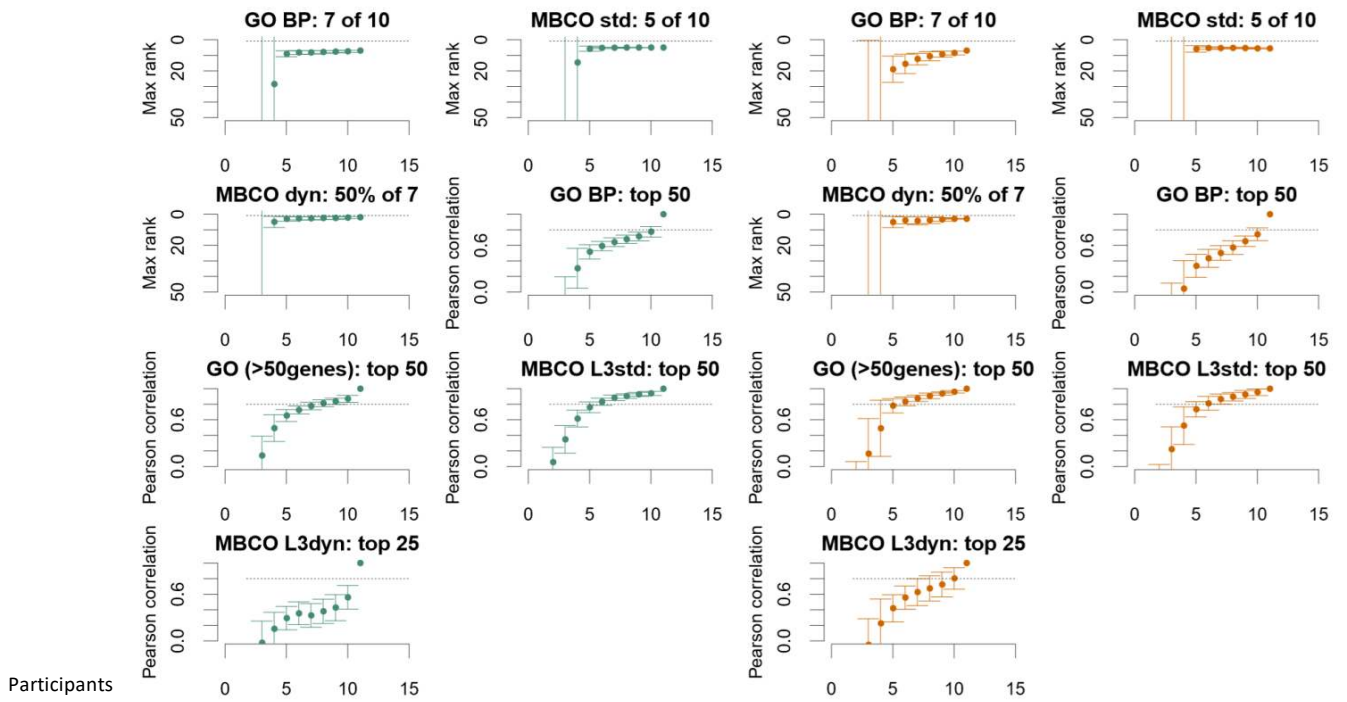 GO BP: 7 of 10
Max rank
0
20
50
0 5 10 15
MBCO std: 5 of 10
Max rank
0
20
50
0 5 10 15
GO BP: 7 of 10
Max rank
0
20
50
0 5 10 15
MBCO std: 5 of 10
Max rank
0
20
50
0 5 10 15
MBCO dyn: 50% of 7
Max rank
0
20
50
0 5 10 15
GO BP: top 50
Pearson correlation
0.6
0.0
0 5 10 15
MBCO dyn: 50% of 7
Max rank
0
20
50
0 5 10 15
GO BP: top 50
Pearson correlation
0.6
0.0
0 5 10 15
GO (>50genes): top 50
Pearson correlation
0.6
0.0
0 5 10 15
MBCO L3std: top 50
Pearson correlation
0.6
0.0
0 5 10 15
GO (>50genes): top 50
Pearson correlation
0.6
0.0
0 5 10 15
MBCO L3std: top 50
Pearson correlation
0.6
0.0
0 5 10 15
MBCO L3dyn: top 25
Pearson correlation
0.6
0.0
0 5 10 15
MBCO L3dyn: top 25
Pearson correlation
0.6
0.0
0 5 10 15
Participants